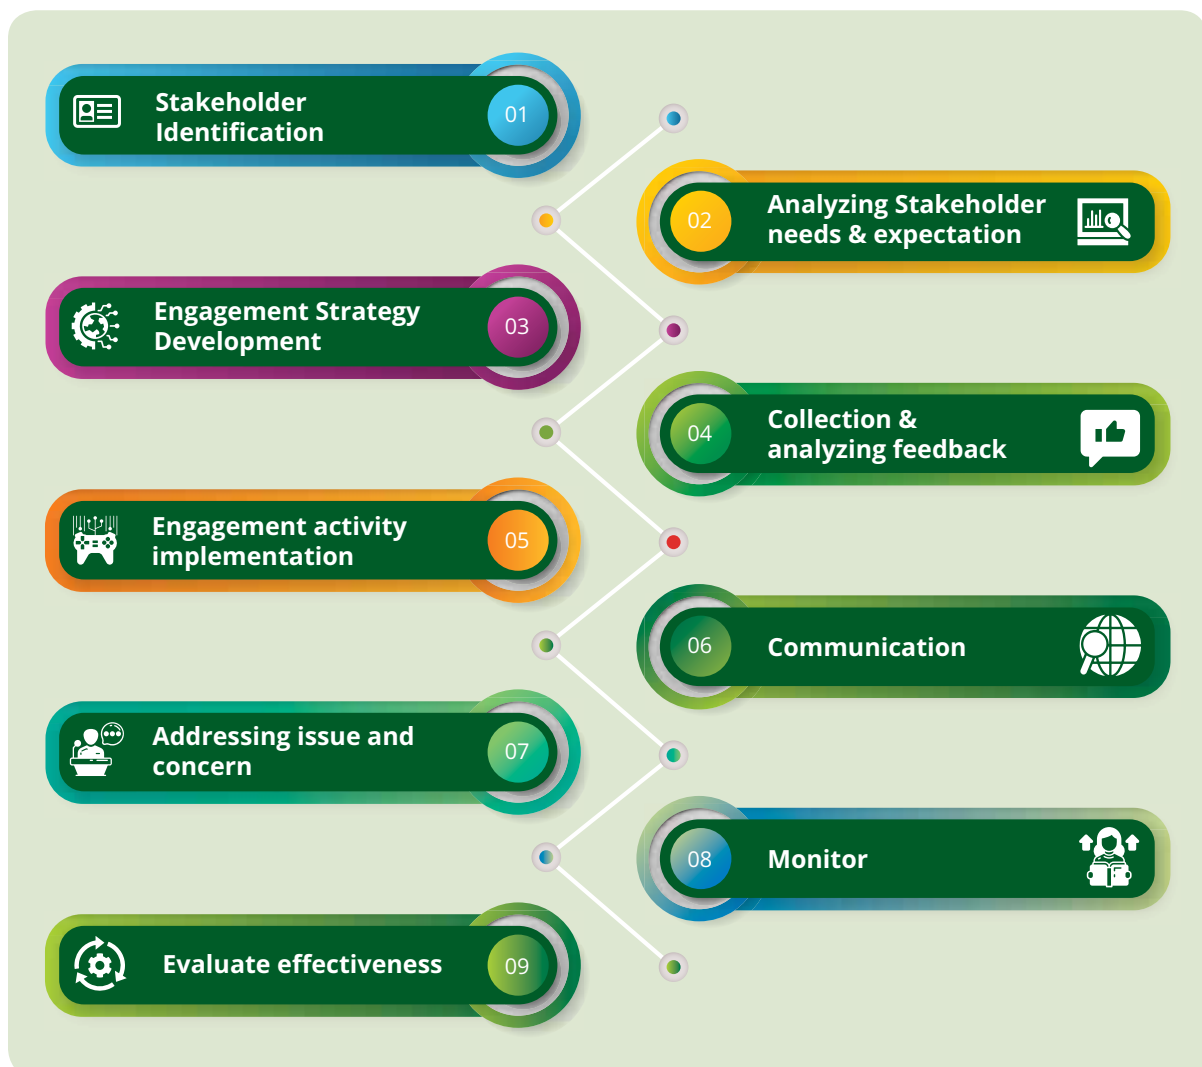 Stakeholder
Identification
01
02
Analyzing Stakeholder
needs & expectation
Engagement Strategy
Development
03
04
Collection &
analyzing feedback
Engagement activity
implementation
05
06
Communication
Addressing issue and
concern
07
08
Monitor
Evaluate effectiveness
09